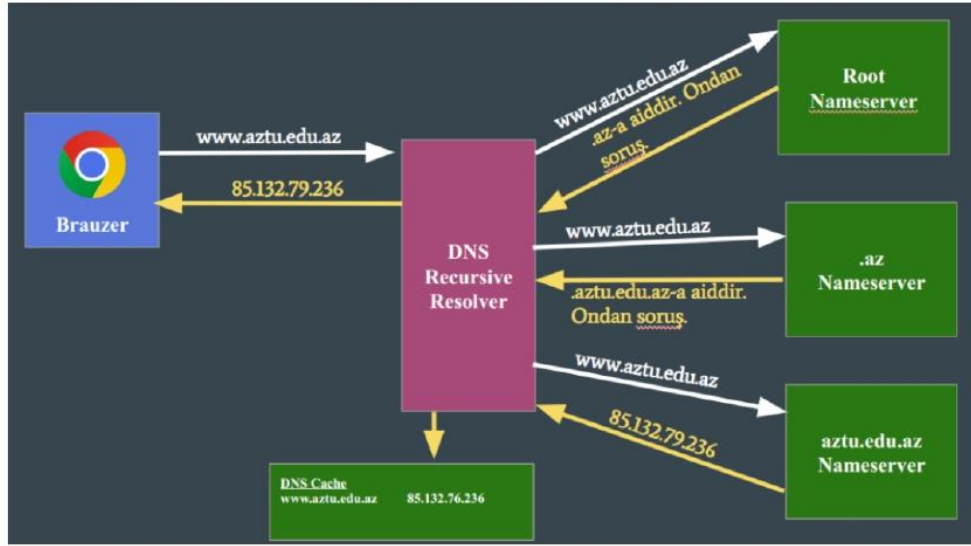 www.aztu.edu.az
85.132.79.236
Brauzer
DNS
Recursive
Resolver
www.aztu.edu.az
.az-a aiddir. Ondan
soruş.
Root
Nameserver
www.aztu.edu.az
.aztu.edu.az-a aiddir.
Ondan soruş.
.az
Nameserver
www.aztu.edu.az
85.132.79.236
aztu.edu.az
Nameserver
DNS Cache
www.aztu.edu.az 85.132.76.236